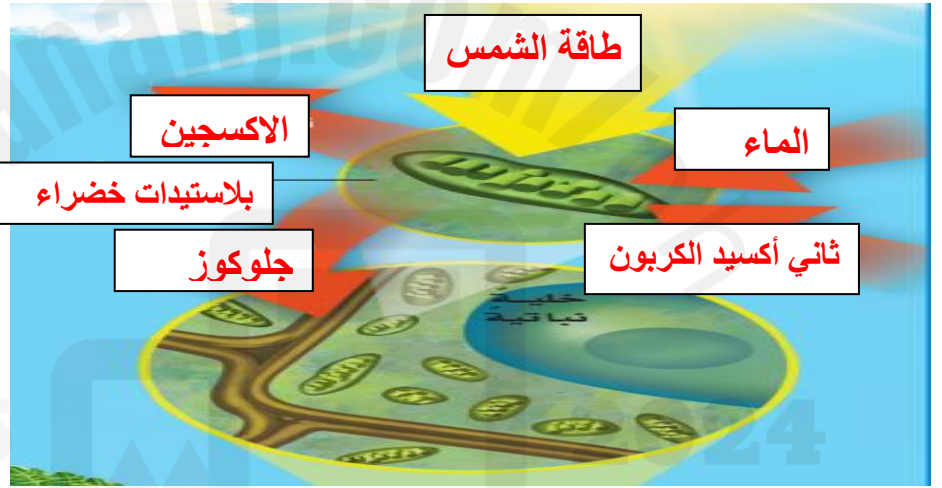 طاقة الشمس
الاكسجين
الماء
بلاستيدات خضراء
جلوكوز
ثاني أكسيد الكربون
خلية
نباتية